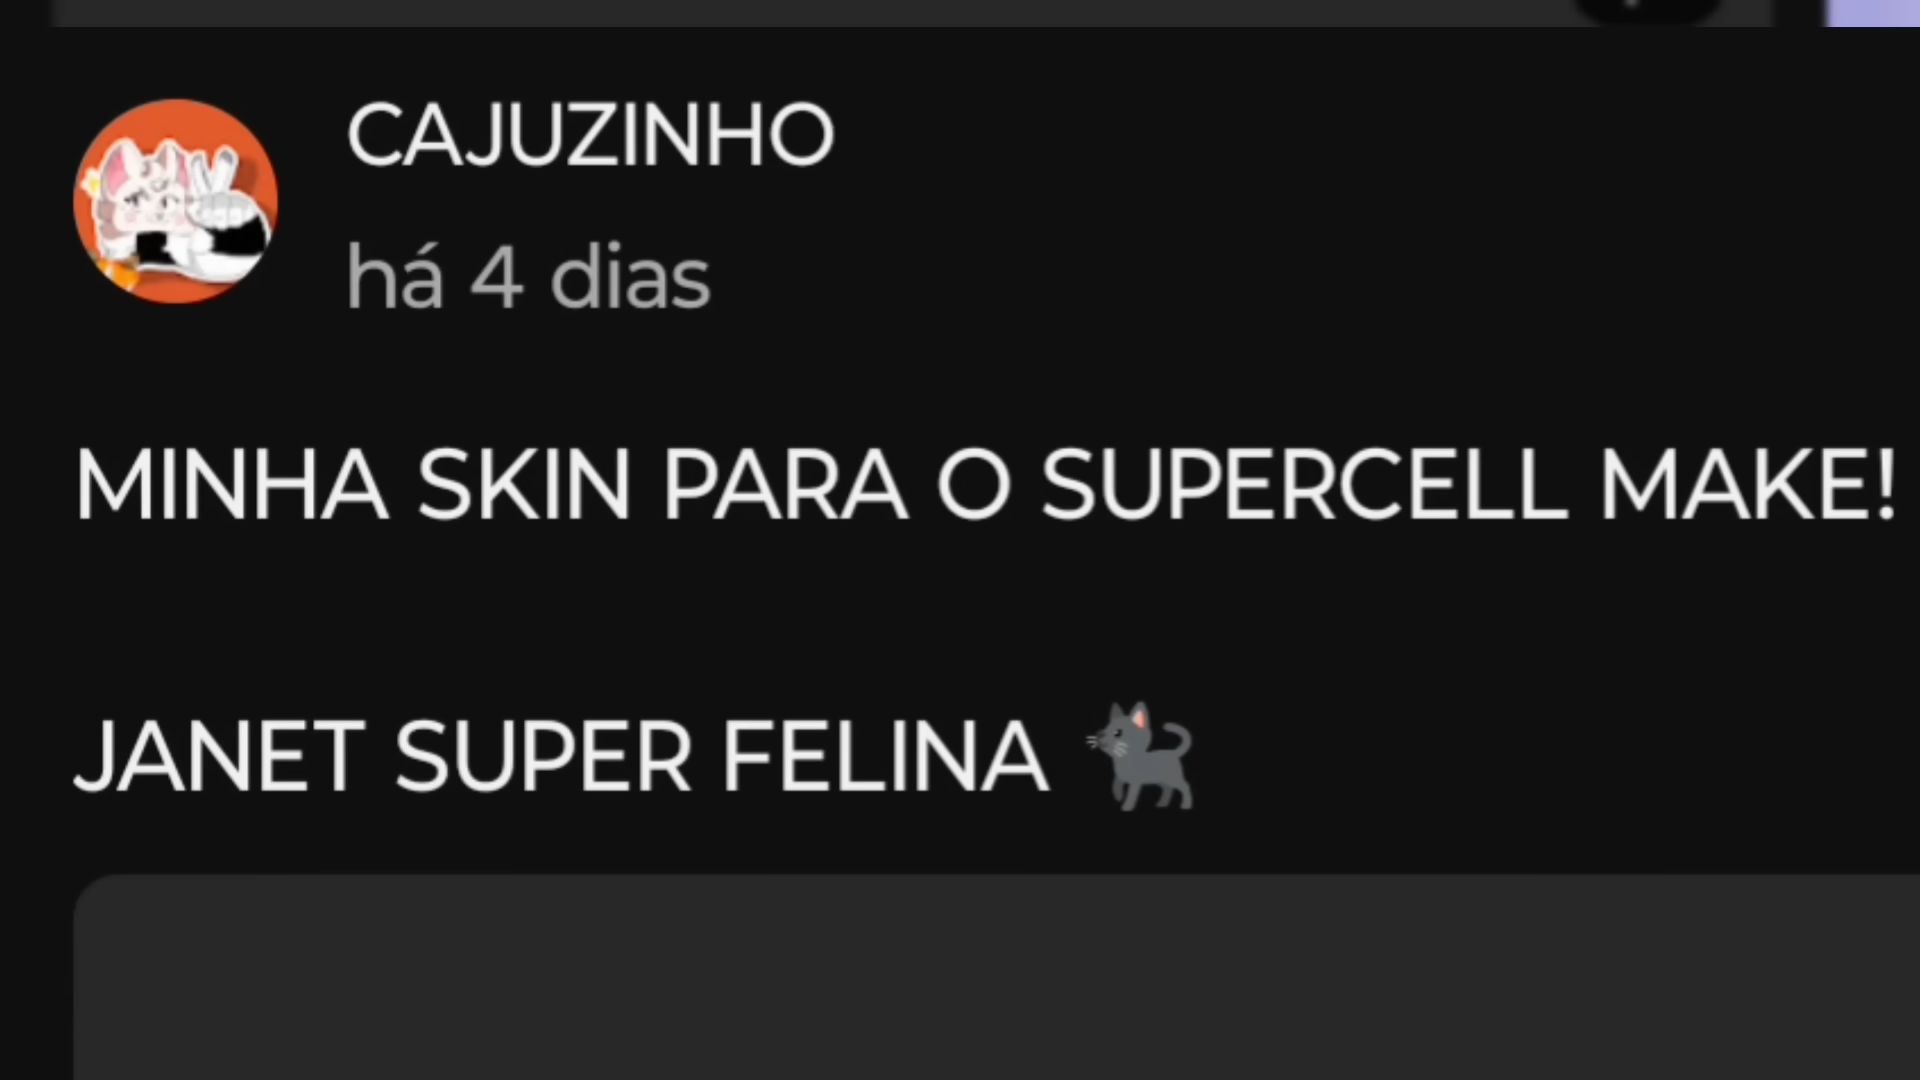 CAJUZINHO
há 4 dias
MINHA SKIN PARA O SUPERCELL MAKE!
JANET SUPER FELINA 🐈‍⬛